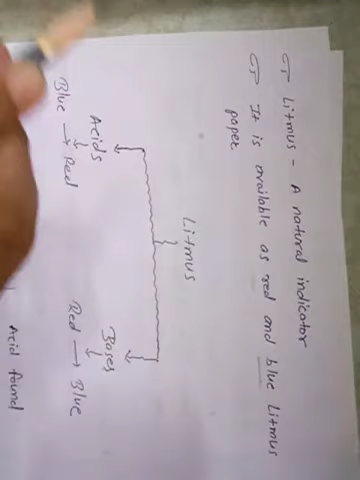 Litmus - A natural indicator
It is available as red and blue Litmus
paper.
Litmus
Acids
Bases
Blue → Red
Red → Blue
Acid found